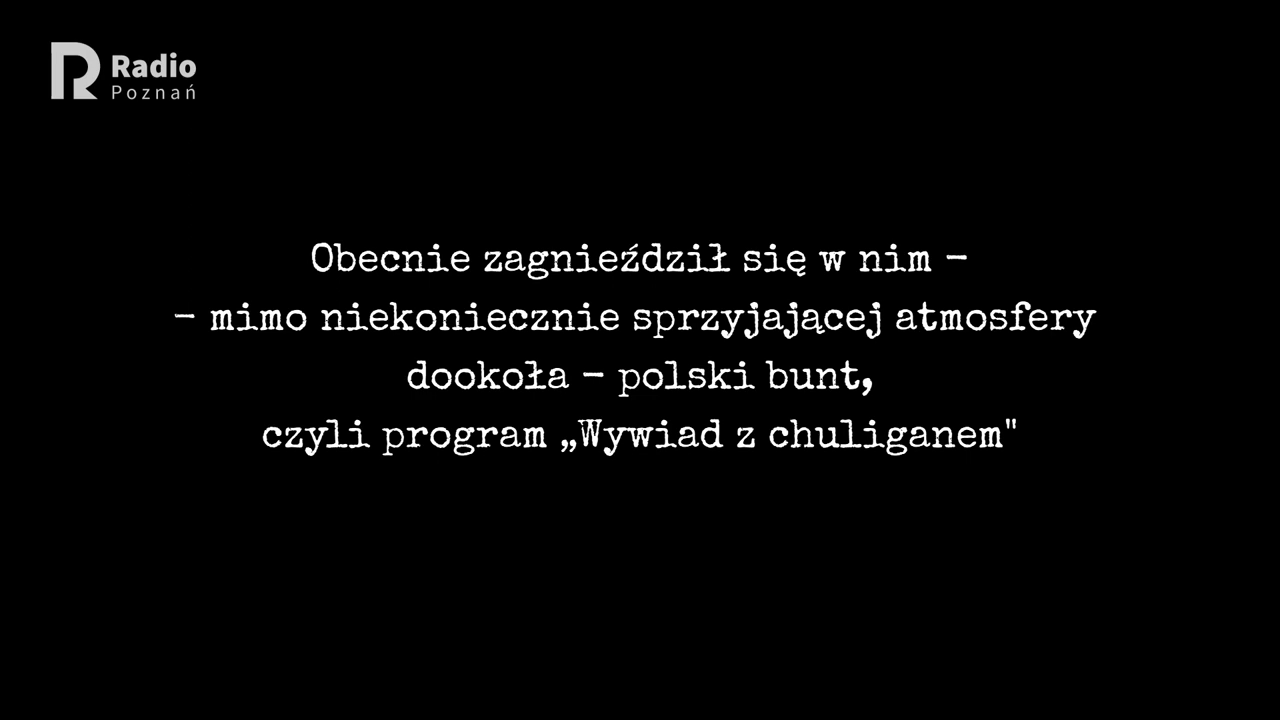 Radio
Poznań
Obecnie zagnieździł się w nim –
– mimo niekoniecznie sprzyjającej atmosfery
dookoła – polski bunt,
czyli program „Wywiad z chuliganem"